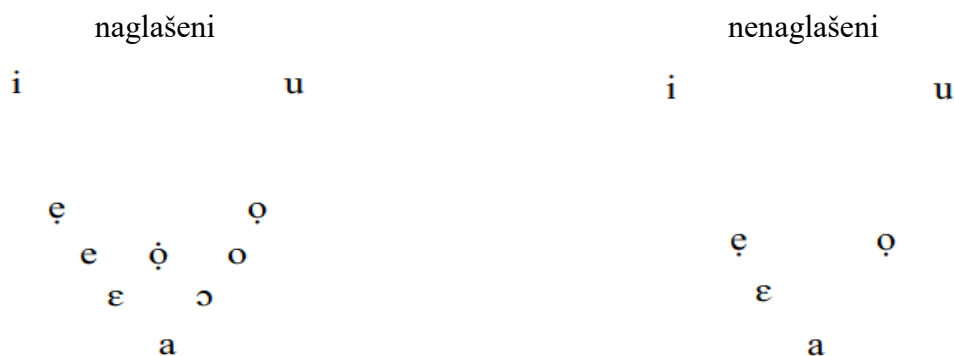 naglašeni nenaglašeni
i u i u
ẹ ọ
ẹ ọ
e ọ̇ o
ɛ ɔ ɛ
a a